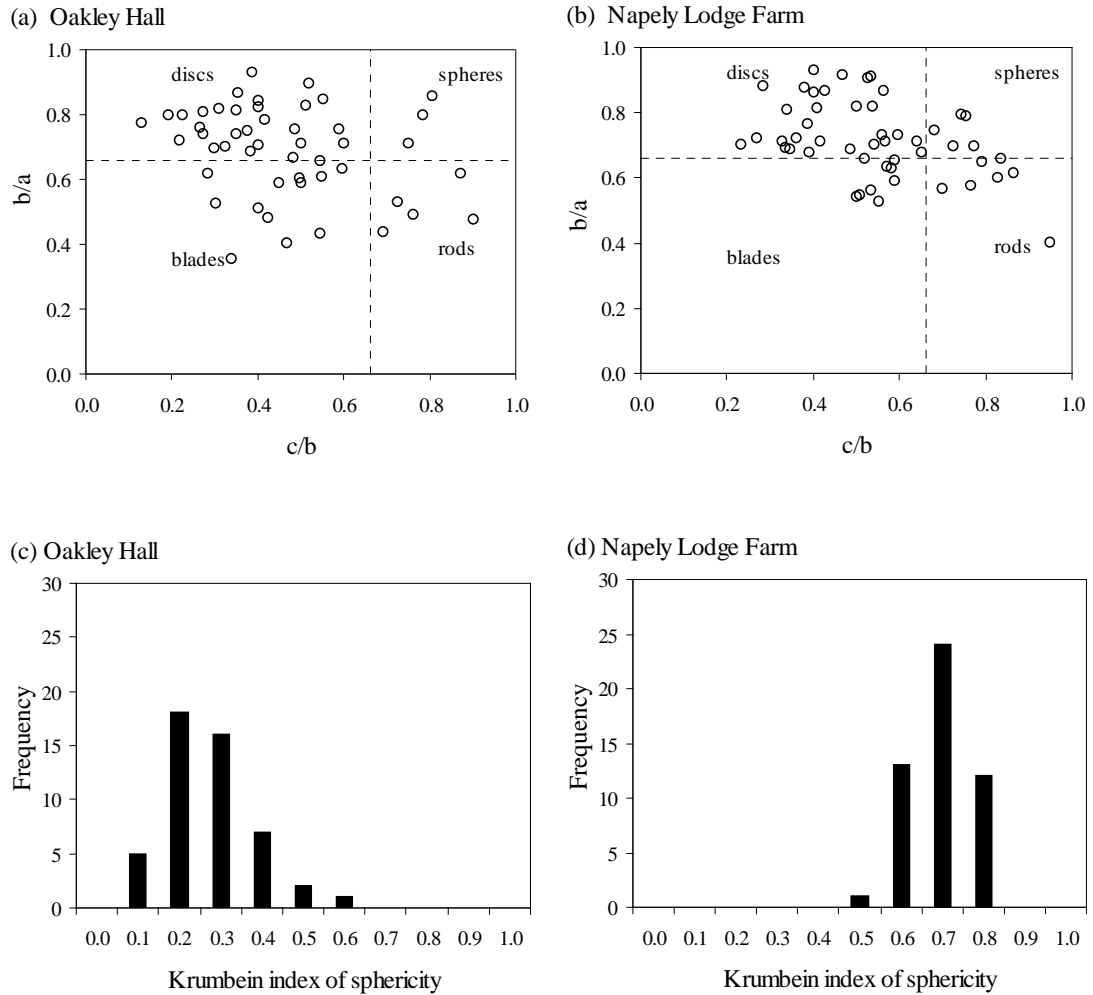 (a) Oakley Hall
1.0
0.8
0.6
0.4
0.2
0.0
b/a
discs
spheres
blades
rods
0.0 0.2 0.4 0.6 0.8 1.0
c/b
(b) Napely Lodge Farm
1.0
0.8
0.6
0.4
0.2
0.0
b/a
discs
spheres
blades
rods
0.0 0.2 0.4 0.6 0.8 1.0
c/b
(c) Oakley Hall
30
25
20
15
10
5
0
Frequency
0.0 0.1 0.2 0.3 0.4 0.5 0.6 0.7 0.8 0.9 1.0
Krumbein index of sphericity
(d) Napely Lodge Farm
30
25
20
15
10
5
0
Frequency
0.0 0.1 0.2 0.3 0.4 0.5 0.6 0.7 0.8 0.9 1.0
Krumbein index of sphericity